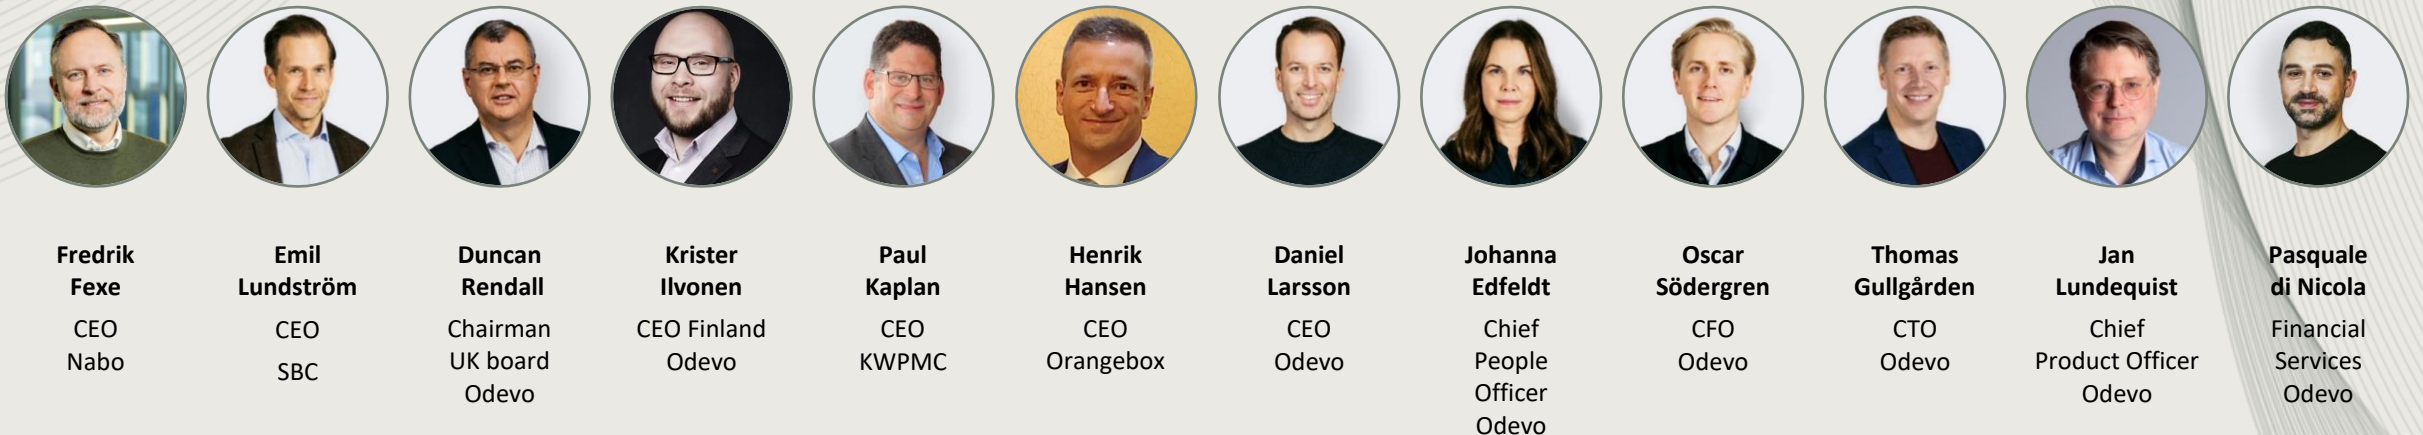 Fredrik
Fexe
CEO
Nabo
Emil
Lundström
CEO
SBC
Duncan
Rendall
Chairman
UK board
Odevo
Krister
Ilvonen
CEO Finland
Odevo
Paul
Kaplan
CEO
KWPMC
Henrik
Hansen
CEO
Orangebox
Daniel
Larsson
CEO
Odevo
Johanna
Edfeldt
Chief
People
Officer
Odevo
Oscar
Södergren
CFO
Odevo
Thomas
Gullgården
CTO
Odevo
Jan
Lundequist
Chief
Product Officer
Odevo
Pasquale
di Nicola
Financial
Services
Odevo